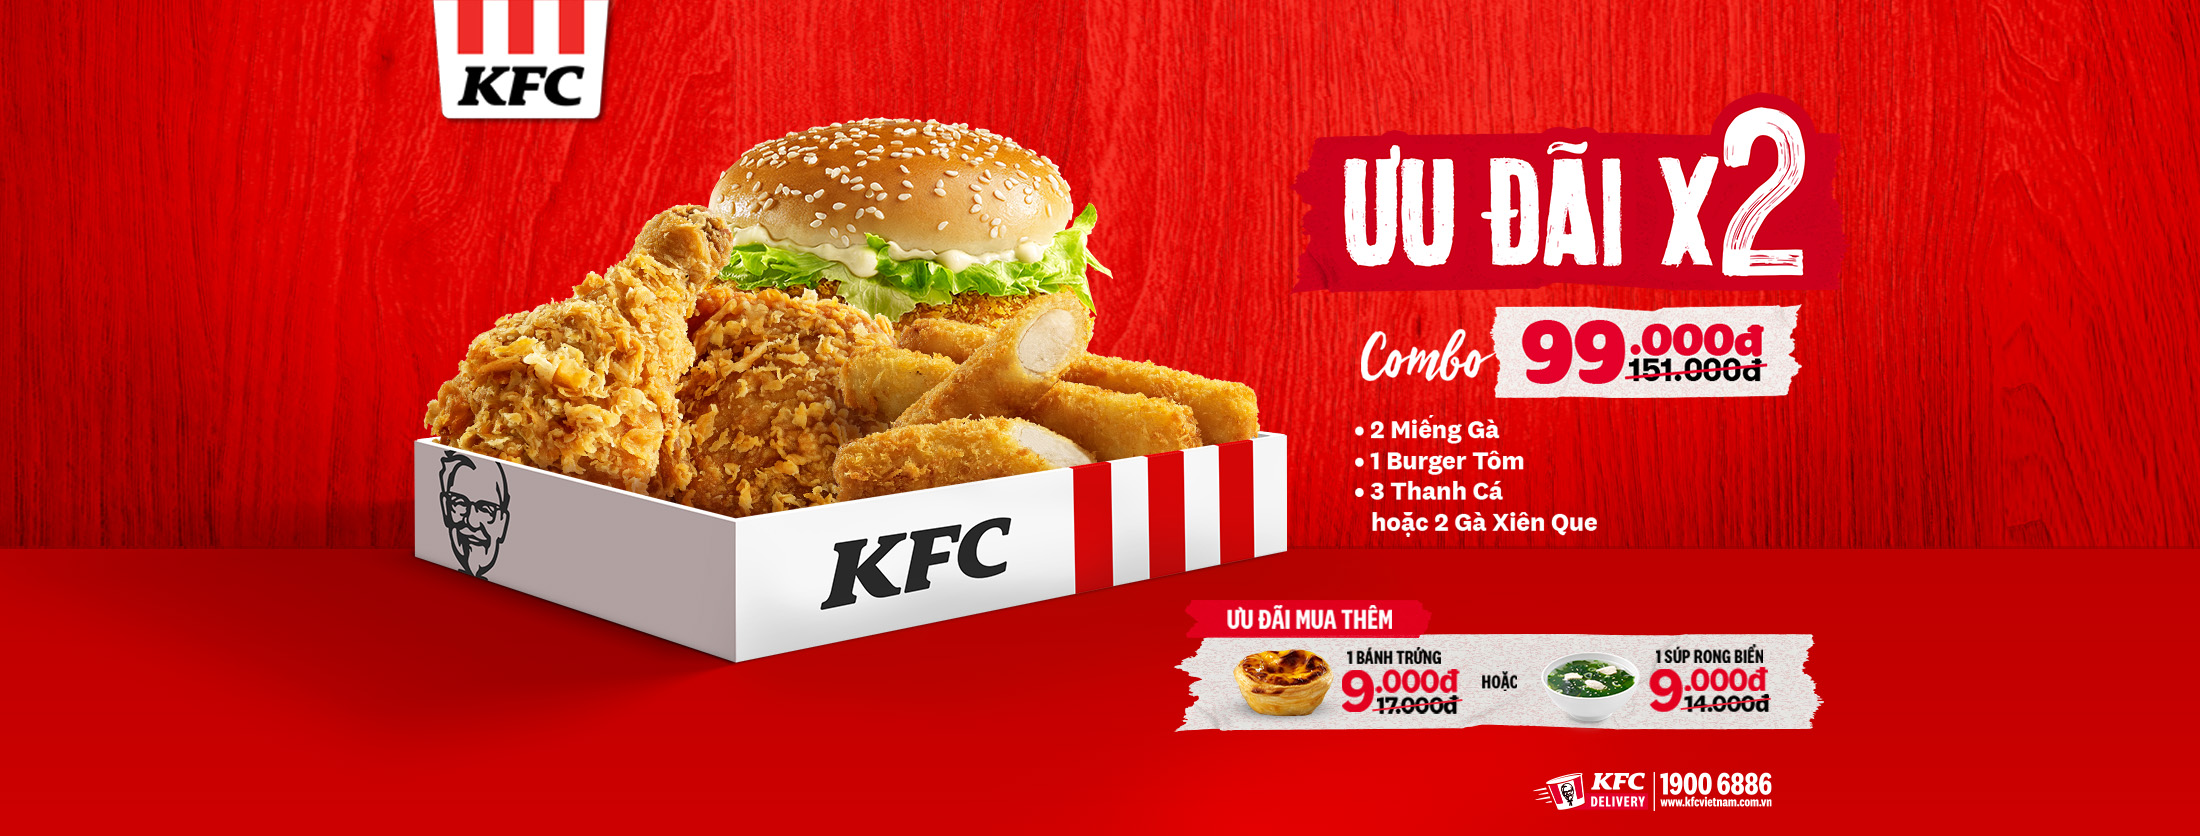 KFC
ƯU ĐÃI X2
Combo 99.000đ
151.000đ
• 2 Miếng Gà
• 1 Burger Tôm
• 3 Thanh Cá
hoặc 2 Gà Xiên Que
KFC
ƯU ĐÃI MUA THÊM
1 BÁNH TRỨNG
9.000đ
17.000đ
HOẶC
1 SÚP RONG BIỂN
9.000đ
14.000đ
KFC
DELIVERY
1900 6886
www.kfcvietnam.com.vn